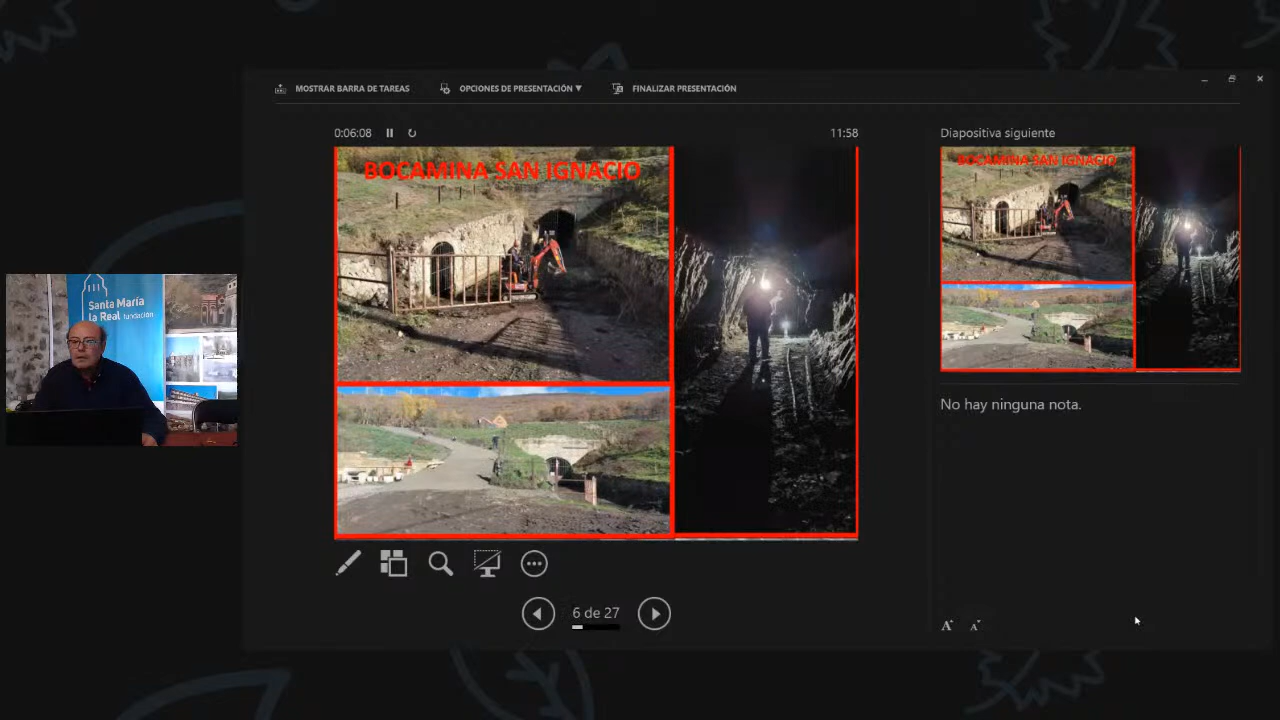 MOSTRAR BARRA DE TAREAS
OPCIONES DE PRESENTACIÓN ▼
FINALIZAR PRESENTACIÓN
0:06:08
11:58
Diapositiva siguiente
BOCAMINA SAN IGNACIO
BOCAMINA SAN IGNACIO
Santa María
la Real fundación
No hay ninguna nota.
6 de 27
A A